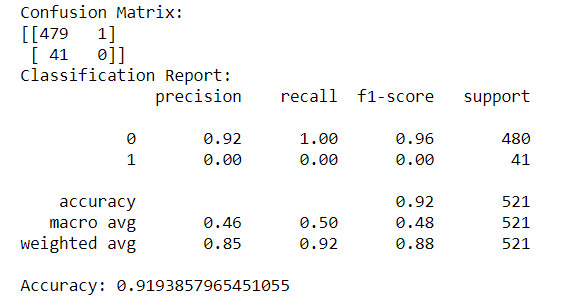 Confusion Matrix:
[[479 1]
[ 41 0]]
Classification Report:
precision recall f1-score support
0 0.92 1.00 0.96 480
1 0.00 0.00 0.00 41
accuracy 0.92 521
macro avg 0.46 0.50 0.48 521
weighted avg 0.85 0.92 0.88 521
Accuracy: 0.9193857965451055